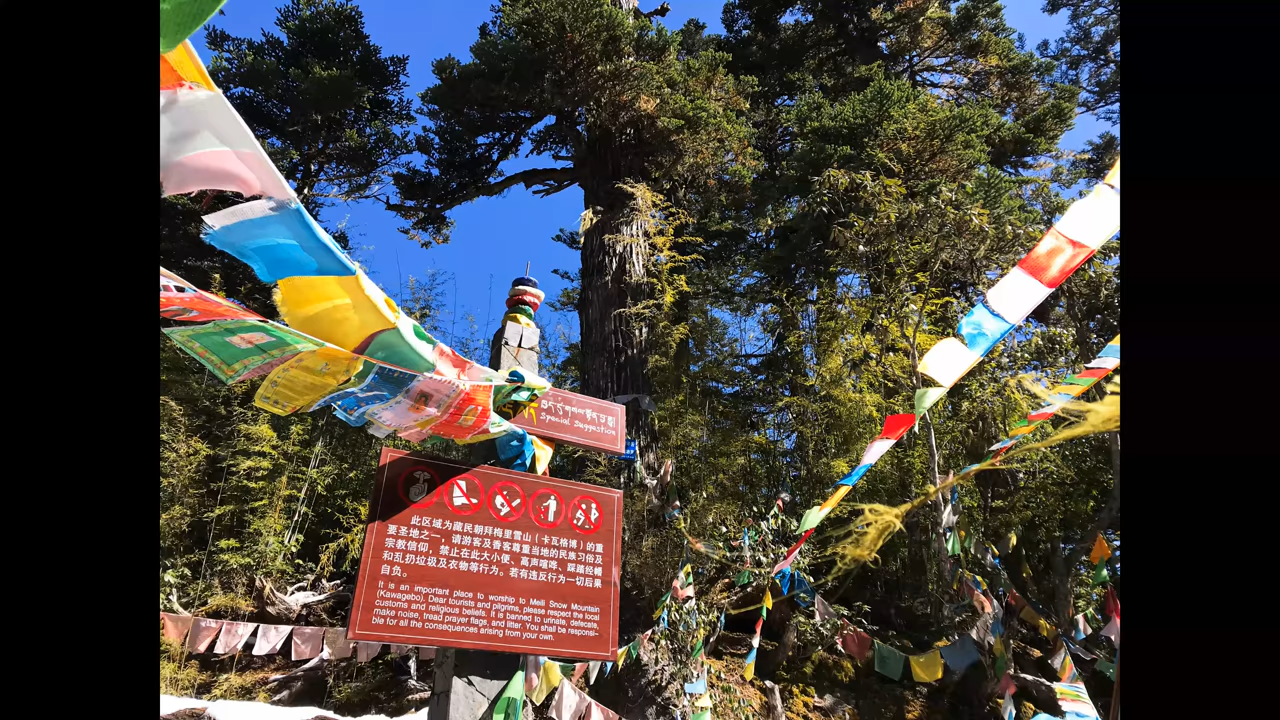 Special Suggestion
此区域为藏民朝拜梅里雪山（卡瓦格博）的重
要圣地之一，请游客及香客尊重当地的民族习俗及
宗教信仰，禁止在此大小便、高声喧哗、踩踏经幡
和乱扔垃圾及衣物等行为。若有违反行为一切后果
自负。
It is an important place to worship to Meili Snow Mountain
(Kawagebo). Dear tourists and pilgrims, please respect the local
customs and religious beliefs. It is banned to urinate, defecate,
make noise, tread prayer flags, and litter. You shall be responsi-
ble for all the consequences arising from your own.